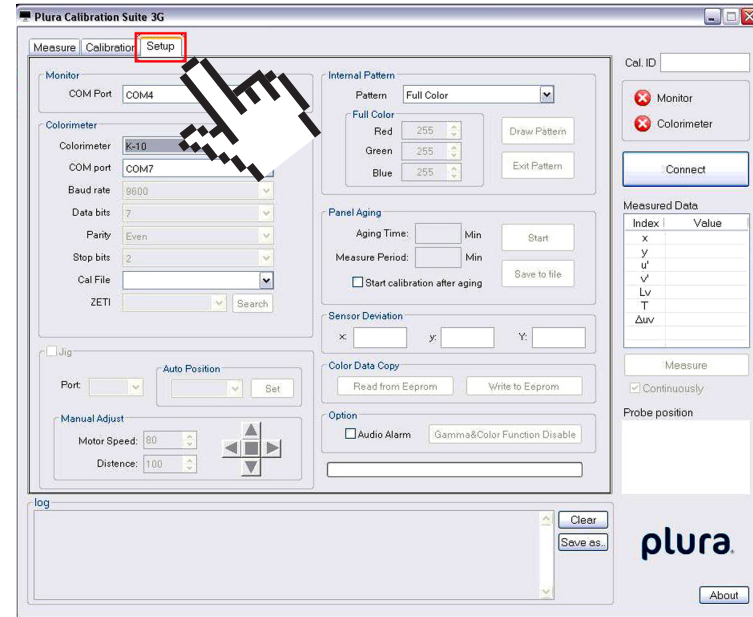 Plura Calibration Suite 3G
Measure Calibration Setup
Monitor
COM Port COM4
Colorimeter
Colorimeter K-10
COM port COM7
Baud rate 9600
Data bits 7
Parity Even
Stop bits 2
Cal File
ZETI Search
Jig
Port:
Auto Position
Set
Manual Adjust
Motor Speed: 80
Distence: 100
Internal Pattern
Pattern Full Color
Full Color
Red 255
Green 255
Blue 255
Draw Pattern
Exit Pattern
Panel Aging
Aging Time: Min Start
Measure Period: Min
Start calibration after aging Save to file
Sensor Deviation
x: y: Y:
Color Data Copy
Read from Eeprom Write to Eeprom
Option
Audio Alarm Gamma&Color Function Disable
Cal. ID
Monitor
Colorimeter
Connect
Measured Data
Index Value
x
y
u'
v'
Lv
T
Δuv
Measure
Continuously
Probe position
log
Clear
Save as..
plura.
About